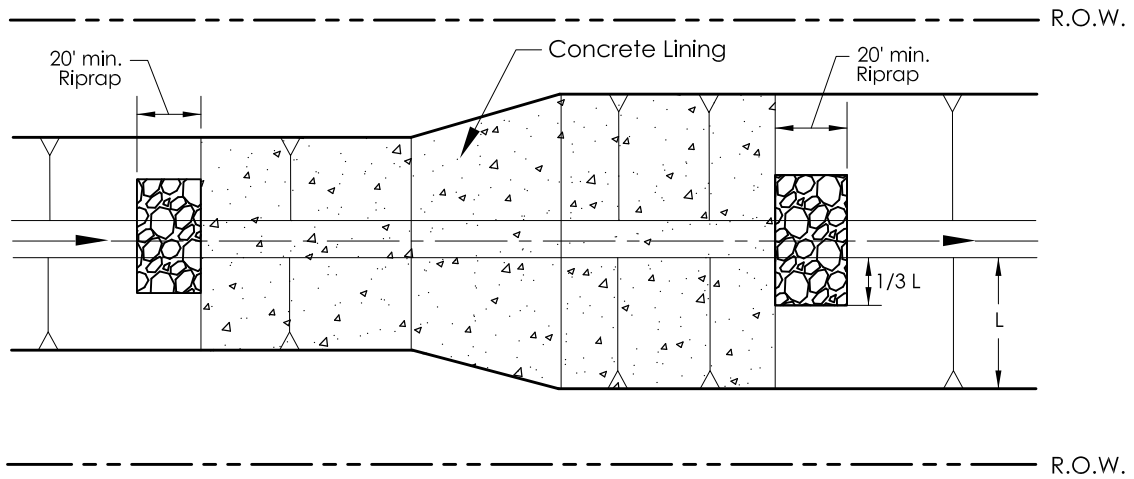 R.O.W.
20' min.
Riprap
Concrete Lining
20' min.
Riprap
1/3 L
L
R.O.W.